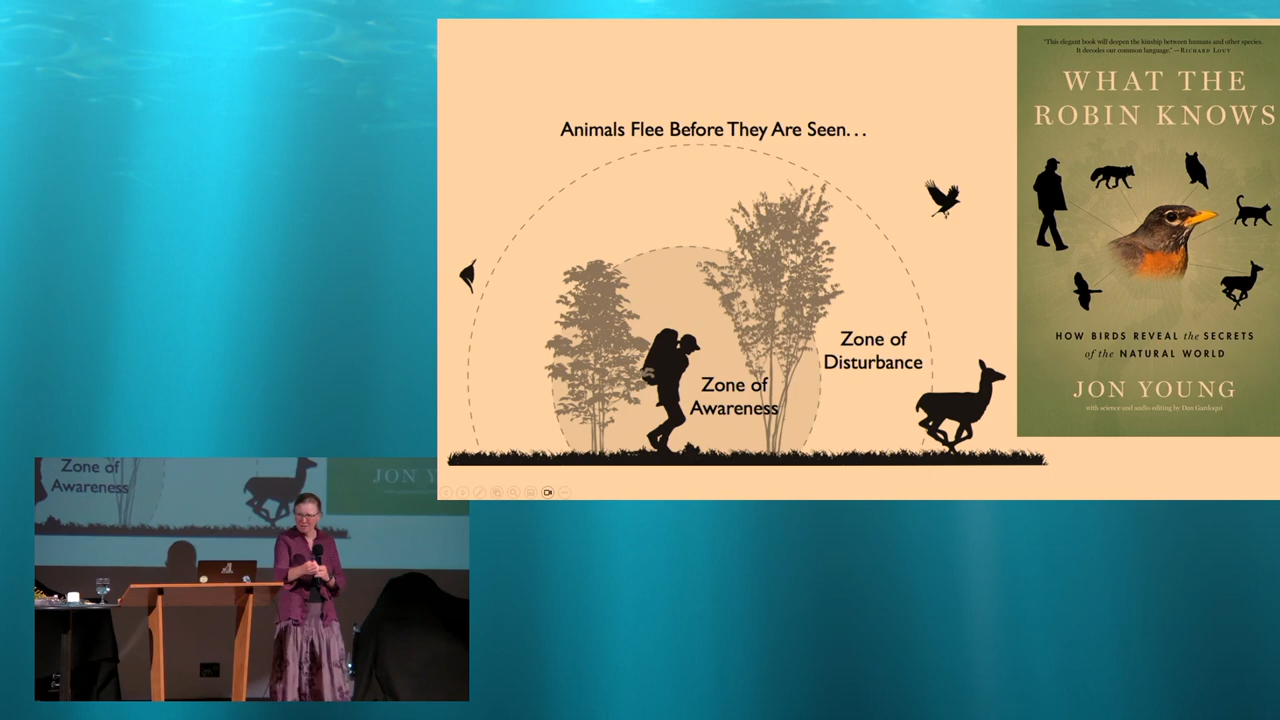 Animals Flee Before They Are Seen...
Zone of
Disturbance
Zone of
Awareness
"This elegant book will deepen the kinship between humans and other species.
It decodes our common language." —RICHARD LOUV
WHAT THE
ROBIN KNOWS
HOW BIRDS REVEAL the SECRETS
of the NATURAL WORLD
JON YOUNG
with science and audio editing by Dan Gardoqui
Zone of
Awareness
JON Y